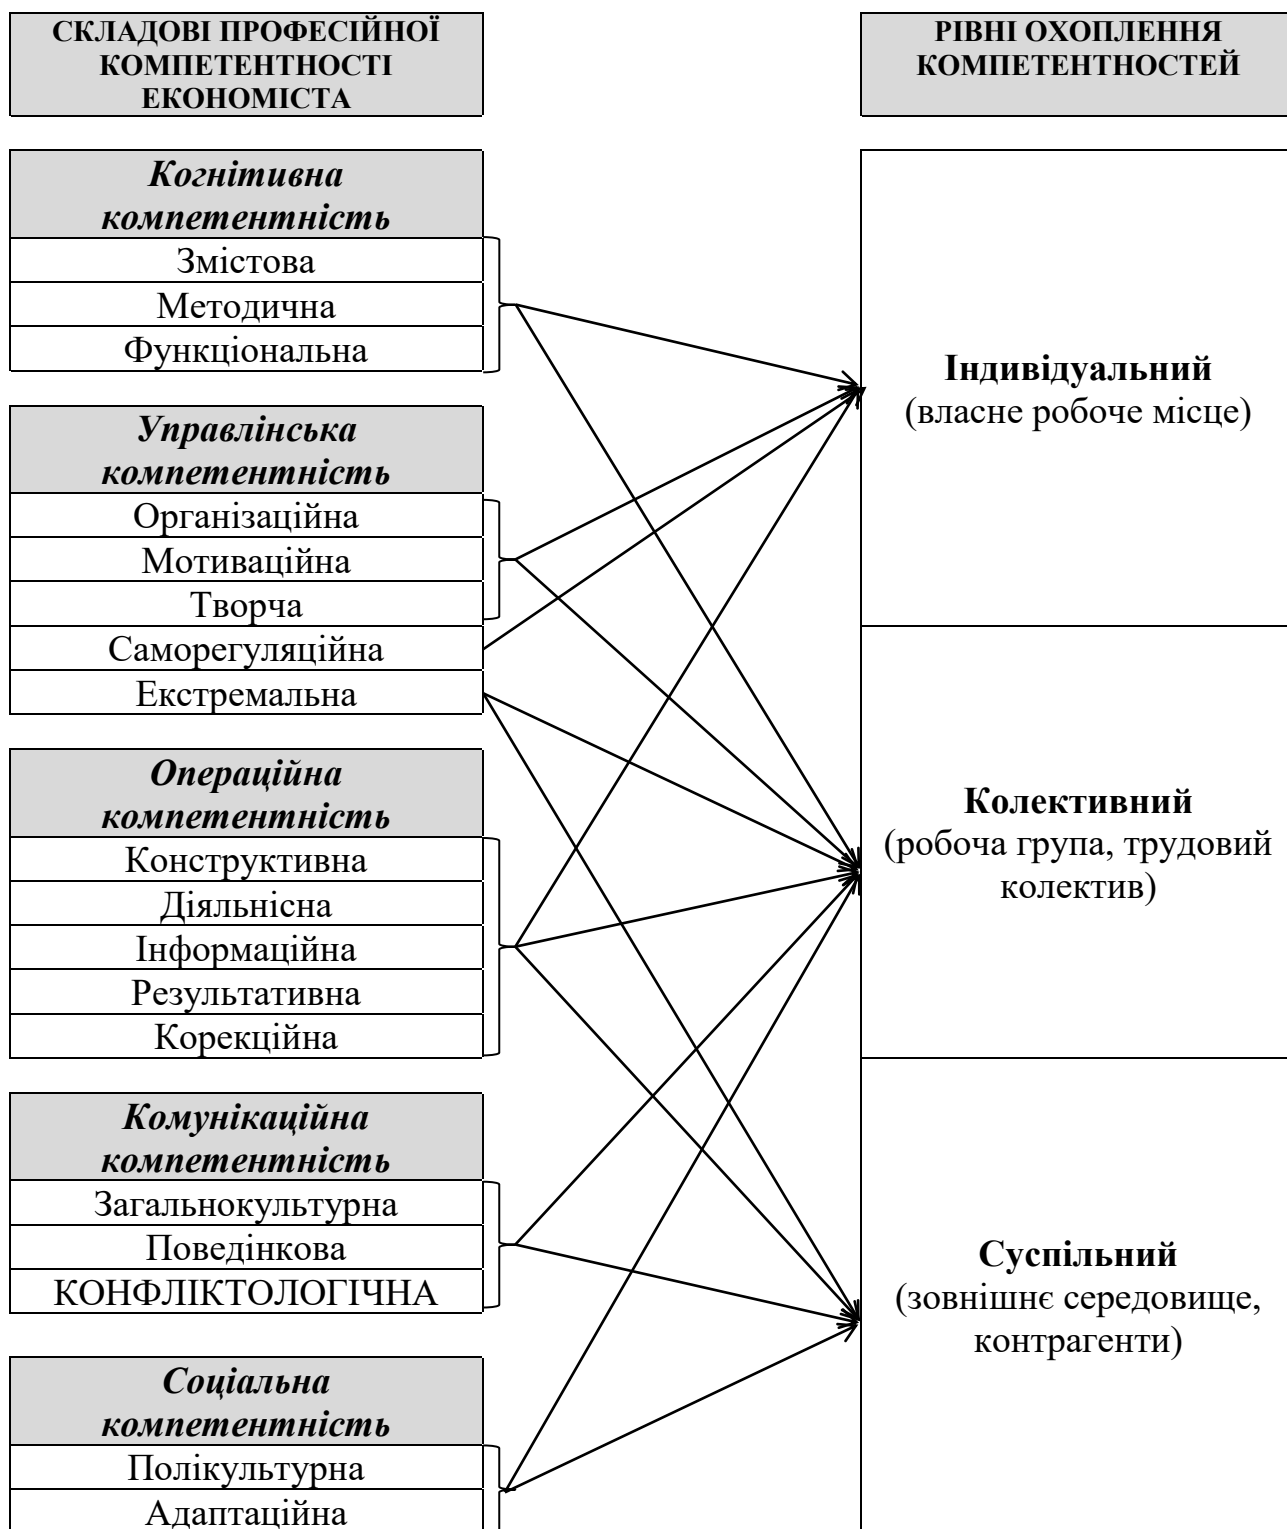 СКЛАДОВІ ПРОФЕСІЙНОЇ
КОМПЕТЕНТНОСТІ
ЕКОНОМІСТА
РІВНІ ОХОПЛЕННЯ
КОМПЕТЕНТНОСТЕЙ
Когнітивна
компетентність
Змістова
Методична
Функціональна
Управлінська
компетентність
Організаційна
Мотиваційна
Творча
Саморегуляційна
Екстремальна
Операційна
компетентність
Конструктивна
Діяльнісна
Інформаційна
Результативна
Корекційна
Комунікаційна
компетентність
Загальнокультурна
Поведінкова
КОНФЛІКТОЛОГІЧНА
Соціальна
компетентність
Полікультурна
Адаптаційна
Індивідуальний
(власне робоче місце)
Колективний
(робоча група, трудовий
колектив)
Суспільний
(зовнішнє середовище,
контрагенти)